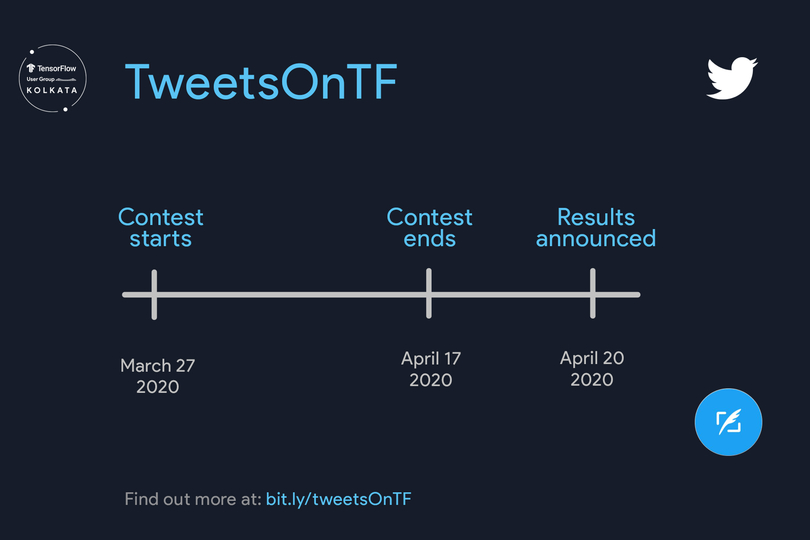 TensorFlow
User Group
KOLKATA
TweetsOnTF
Contest
starts
Contest
ends
Results
announced
March 27
2020
April 17
2020
April 20
2020
Find out more at: bit.ly/tweetsOnTF